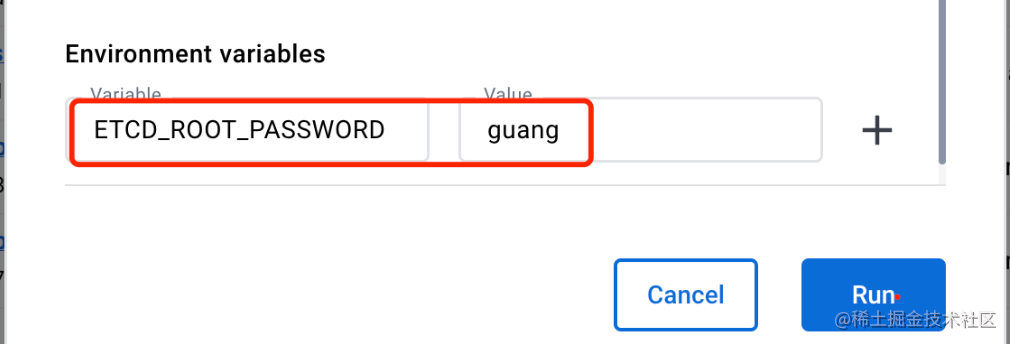 Environment variables
Variable Value
ETCD_ROOT_PASSWORD guang
Cancel Run
@稀土掘金技术社区